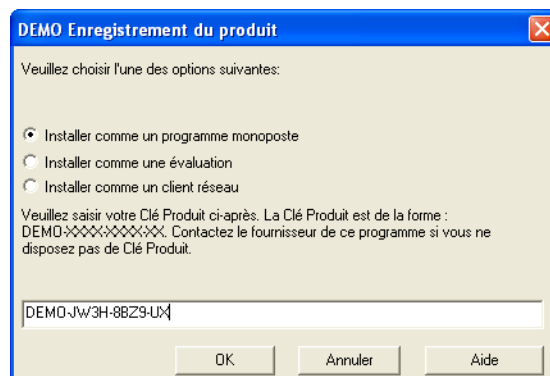 DEMO Enregistrement du produit
Veuillez choisir l'une des options suivantes:
Installer comme un programme monoposte
Installer comme une évaluation
Installer comme un client réseau
Veuillez saisir votre Clé Produit ci-après. La Clé Produit est de la forme :
DEMO-XXXX-XXXX-XX. Contactez le fournisseur de ce programme si vous ne
disposez pas de Clé Produit.
DEMO-JW3H-8BZ9-UX
OK
Annuler
Aide